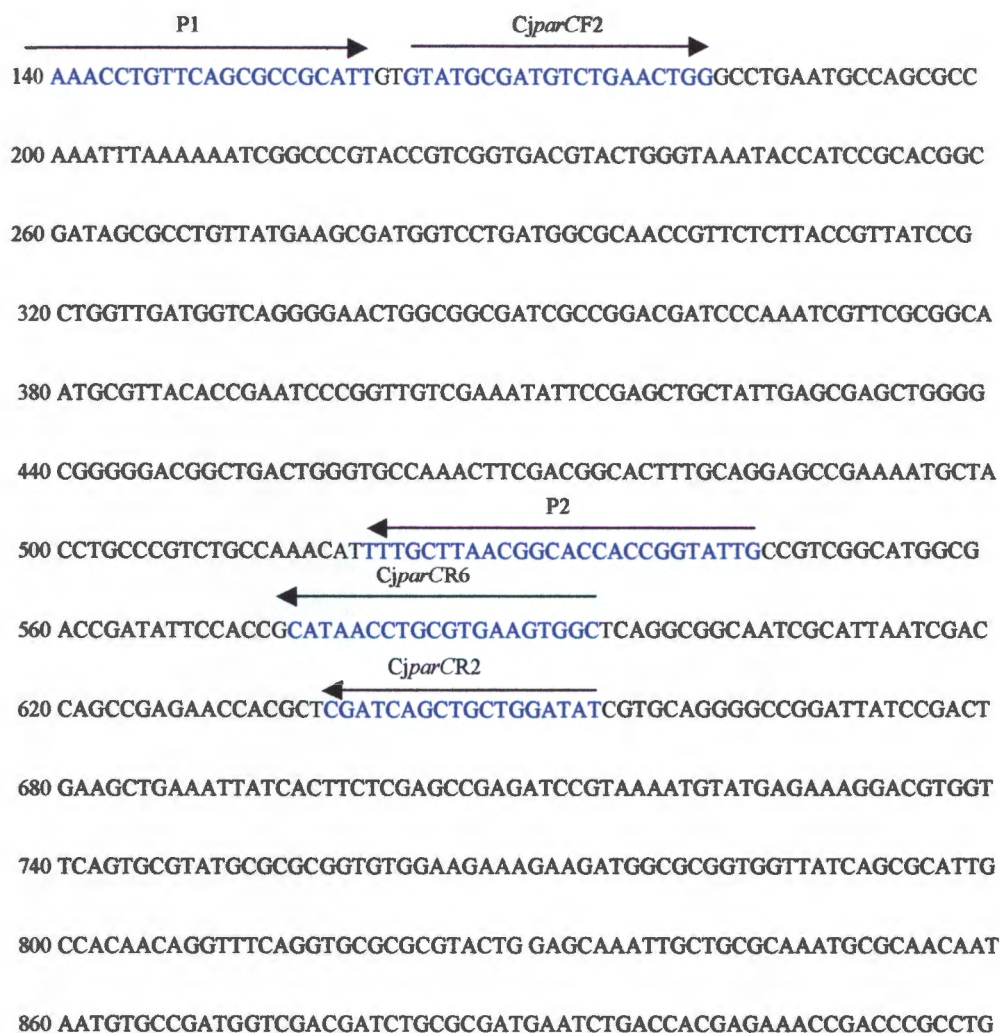 P1 CjparCF2
140 AAACCTGTTCAGCGCCGCATTGTGTATGCGATGTCTGAACTGGGCCTGAATGCCAGCGCC
200 AAATTTAAAAAATCGGCCCGTACCGTCGGTGACGTACTGGGTAAATACCATCCGCACGGC
260 GATAGCGCCTGTTATGAAGCGATGGTCCTGATGGCGCAACCGTTCTCTTACCGTTATCCG
320 CTGGTTGATGGTCAGGGGAACTGGCGGCGATCGCCGGACGATCCCAAATCGTTCGCGGCA
380 ATGCGTTACACCGAATCCCGGTTGTCGAAATATTCCGAGCTGCTATTGAGCGAGCTGGGG
440 CGGGGGACGGCTGACTGGGTGCCAAACTTCGACGGCACTTTGCAGGAGCCGAAAATGCTA
P2
500 CCTGCCCGTCTGCCAAACATTTTGCTTAACGGCACCACCGGTATTGCCGTCGGCATGGCG
CjparCR6
560 ACCGATATTCCACCGCATAACCTGCGTGAAGTGGCTCAGGCGGCAATCGCATTAATCGAC
CjparCR2
620 CAGCCGAGAACCACGCTCGATCAGCTGCTGGATATCGTGCAGGGGCCGGATTATCCGACT
680 GAAGCTGAAATTATCACTTCTCGAGCCGAGATCCGTAAAATGTATGAGAAAGGACGTGGT
740 TCAGTGCGTATGCGCGCGGTGTGGAAGAAAGAAGATGGCGCGGTGGTTATCAGCGCATTG
800 CCACAACAGGTTTCAGGTGCGCGCGTACTG GAGCAAATTGCTGCGCAAATGCGCAACAAT
860 AATGTGCCGATGGTCGACGATCTGCGCGATGAATCTGACCACGAGAAACCGACCCGCCTG